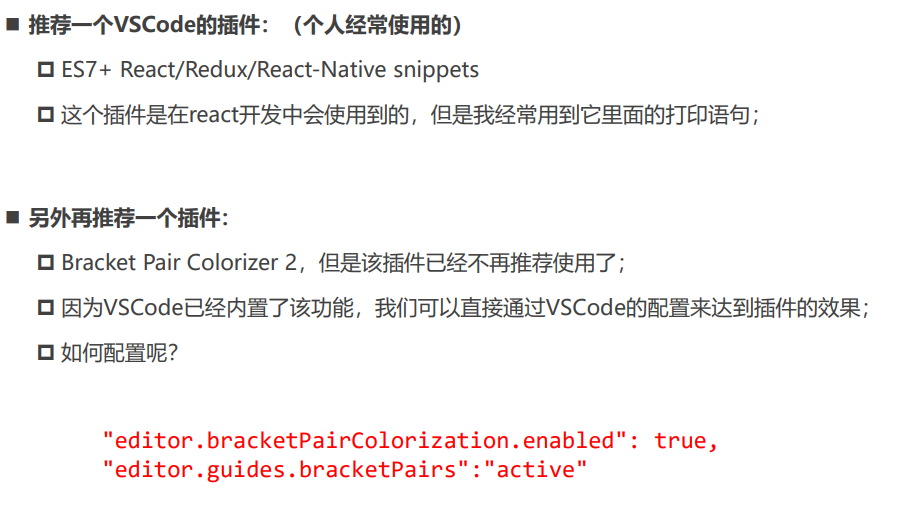 推荐一个VSCode的插件：（个人经常使用的）
ES7+ React/Redux/React-Native snippets
这个插件是在react开发中会使用到的，但是我经常用到它里面的打印语句；
另外再推荐一个插件：
Bracket Pair Colorizer 2，但是该插件已经不再推荐使用了；
因为VSCode已经内置了该功能，我们可以直接通过VSCode的配置来达到插件的效果；
如何配置呢？
"editor.bracketPairColorization.enabled": true,
"editor.guides.bracketPairs":"active"